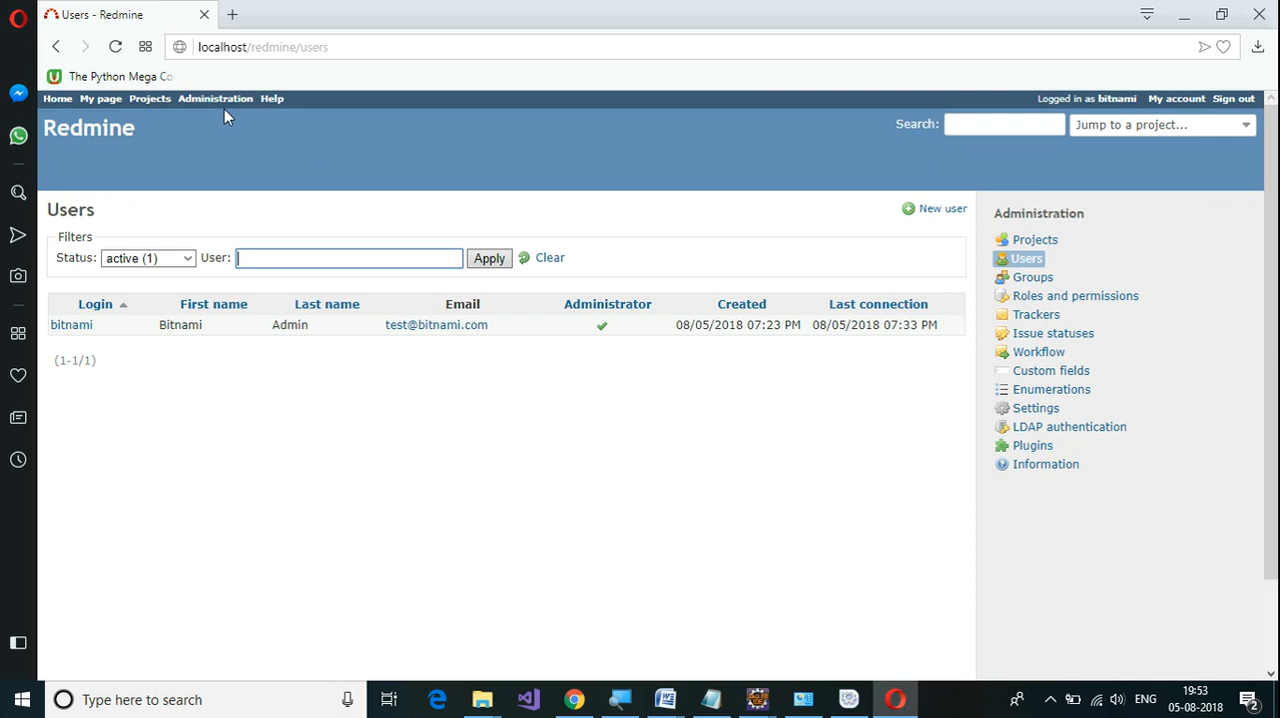 Users - Redmine
localhost/redmine/users
The Python Mega Co
Home My page Projects Administration Help Logged in as bitnami My account Sign out
Redmine Search: Jump to a project...
Users New user
Filters
Status: active (1) User: Apply Clear
Login First name Last name Email Administrator Created Last connection
bitnami Bitnami Admin test@bitnami.com 08/05/2018 07:23 PM 08/05/2018 07:33 PM
(1-1/1)
Administration
Projects
Users
Groups
Roles and permissions
Trackers
Issue statuses
Workflow
Custom fields
Enumerations
Settings
LDAP authentication
Plugins
Information
Type here to search ENG 19:53
05-08-2018 2